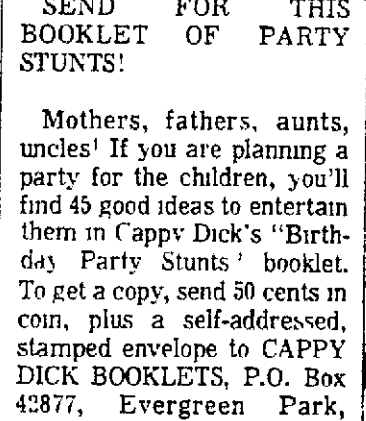 SEND FOR THIS
BOOKLET OF PARTY
STUNTS!
Mothers, fathers, aunts,
uncles! If you are planning a
party for the children, you'll
find 45 good ideas to entertain
them in Cappy Dick's "Birth-
day Party Stunts" booklet.
To get a copy, send 50 cents in
coin, plus a self-addressed,
stamped envelope to CAPPY
DICK BOOKLETS, P.O. Box
42877, Evergreen Park,